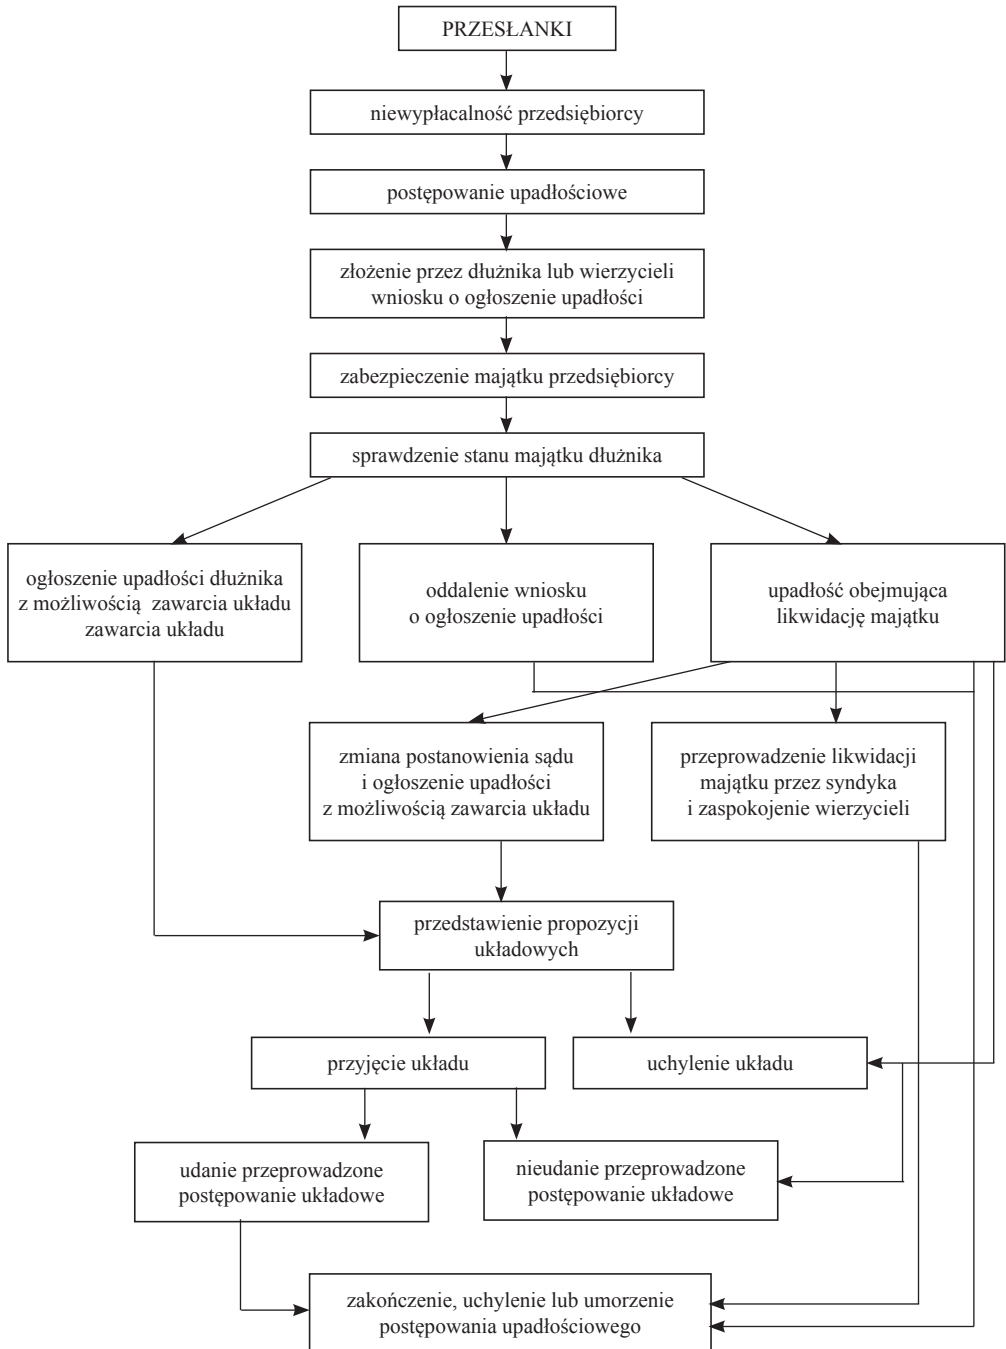 PRZESŁANKI
niewypłacalność przedsiębiorcy
postępowanie upadłościowe
złożenie przez dłużnika lub wierzycieli
wniosku o ogłoszenie upadłości
zabezpieczenie majątku przedsiębiorcy
sprawdzenie stanu majątku dłużnika
ogłoszenie upadłości dłużnika
z możliwością zawarcia układu
zawarcia układu
oddalenie wniosku
o ogłoszenie upadłości
upadłość obejmująca
likwidację majątku
zmiana postanowienia sądu
i ogłoszenie upadłości
z możliwością zawarcia układu
przeprowadzenie likwidacji
majątku przez syndyka
i zaspokojenie wierzycieli
przedstawienie propozycji
układowych
przyjęcie układu
uchylenie układu
udanie przeprowadzone
postępowanie układowe
nieudanie przeprowadzone
postępowanie układowe
zakończenie, uchylenie lub umorzenie
postępowania upadłościowego